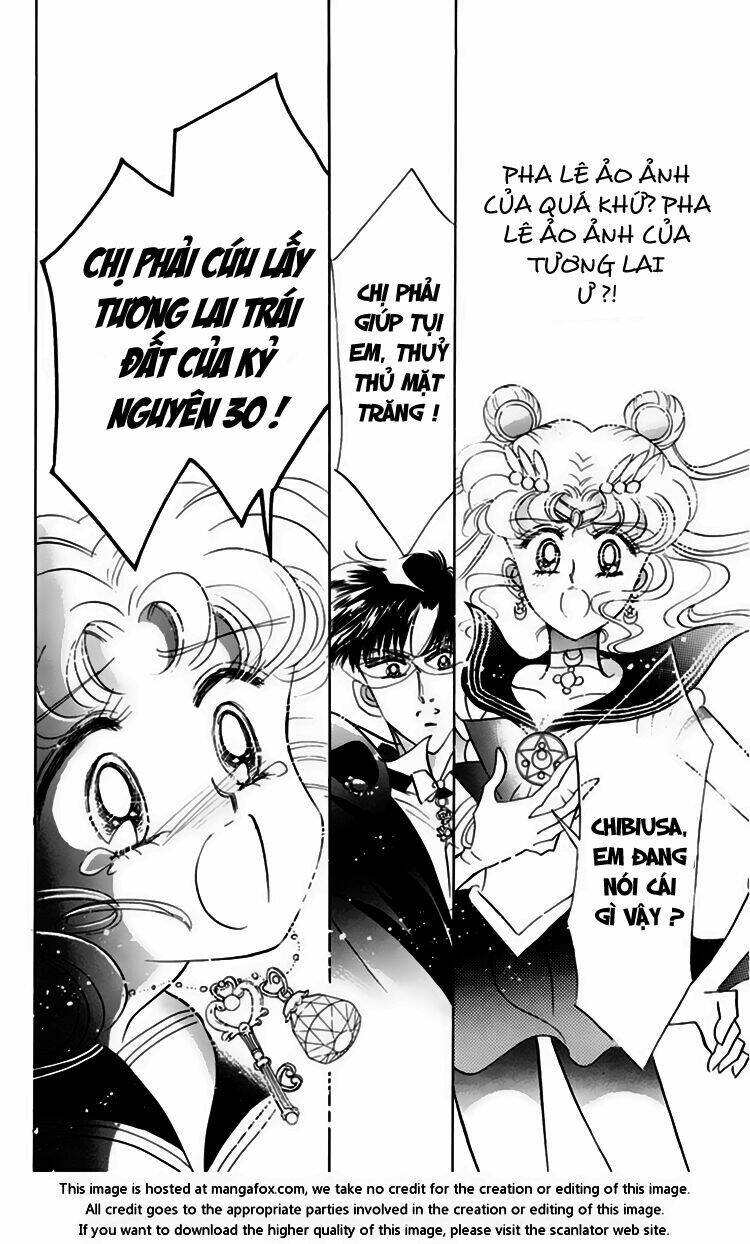 PHA LÊ ẢO ẢNH
CỦA QUÁ KHỨ? PHA
LÊ ẢO ẢNH CỦA
TƯƠNG LAI
Ư ?!
CHIBIUSA,
EM ĐANG
NÓI CÁI
GÌ VẬY ?
CHỊ PHẢI
GIÚP TỤI
EM, THUỶ
THỦ MẶT
TRĂNG !
CHỊ PHẢI CỨU LẤY
TƯƠNG LAI TRÁI
ĐẤT CỦA KỶ
NGUYÊN 30 !
This image is hosted at mangafox.com, we take no credit for the creation or editing of this image.
All credit goes to the appropriate parties involved in the creation or editing of this image.
If you want to download the higher quality of this image, please visit the scanlator web site.